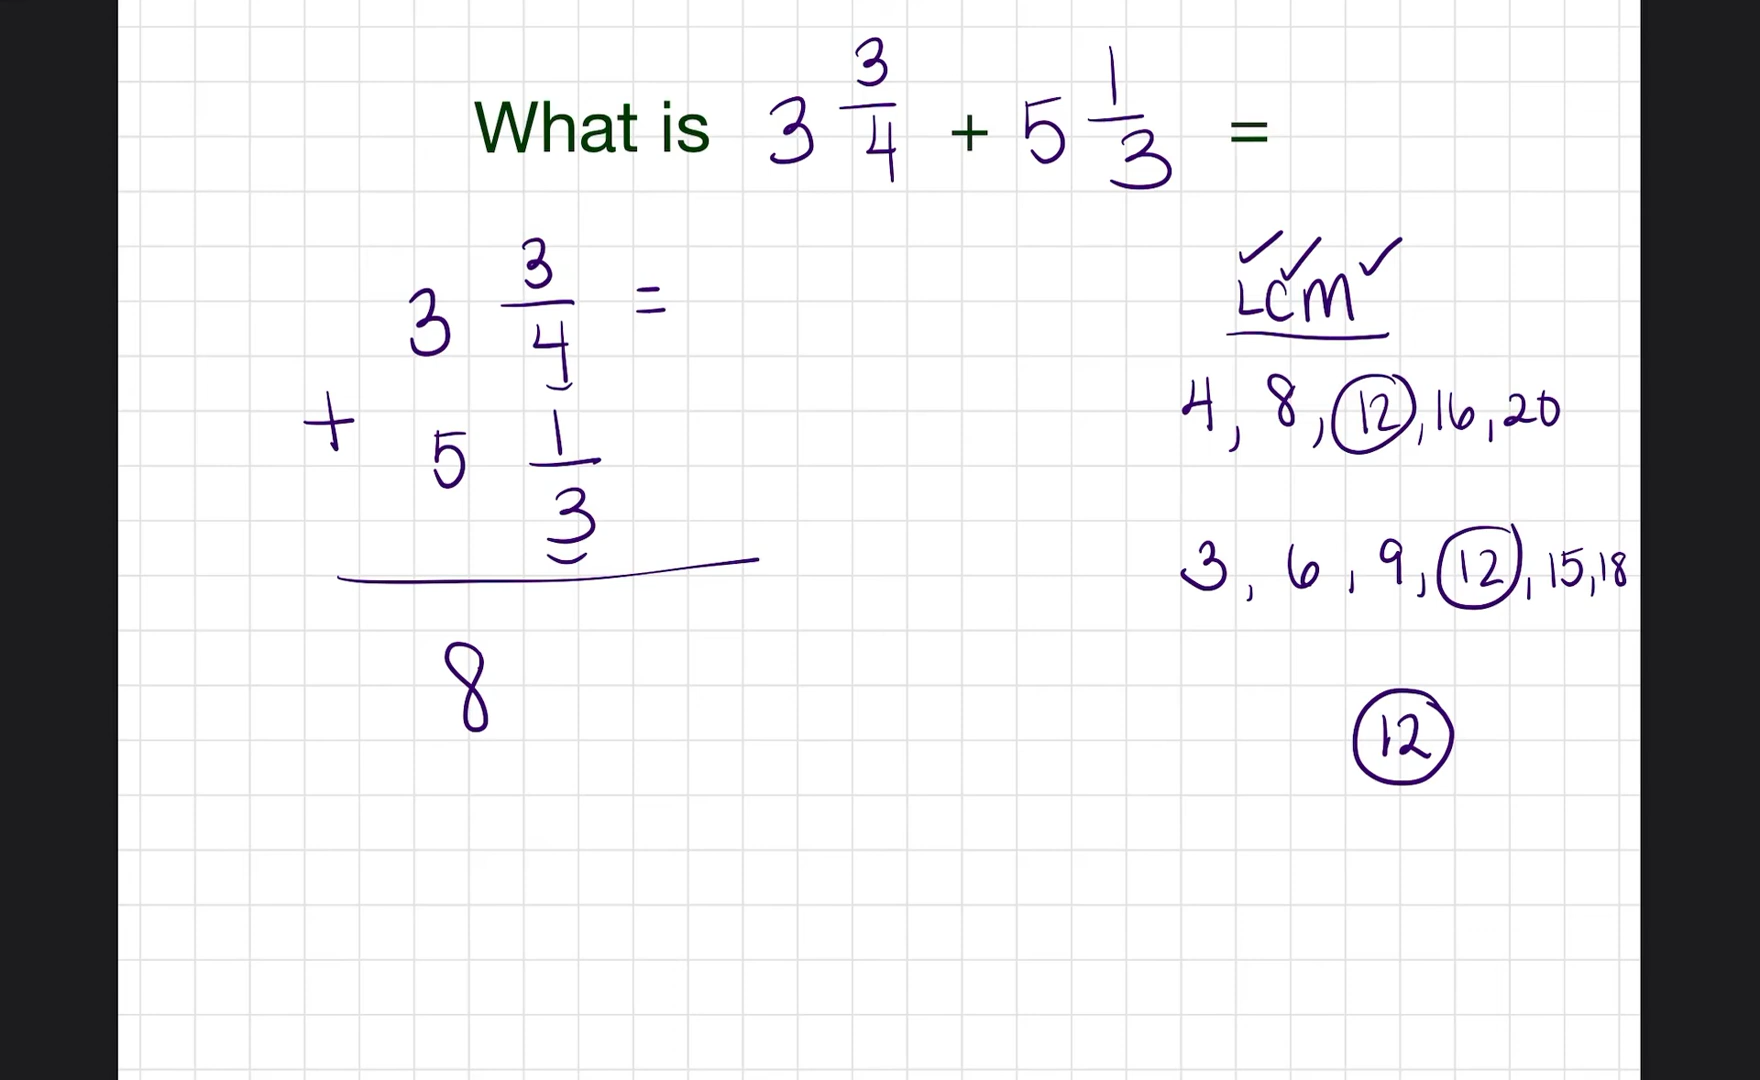 What is 3 3/4 + 5 1/3 =
3 3/4 =
+ 5 1/3
8
LCM
4, 8, 12, 16, 20
3, 6, 9, 12, 15, 18
12